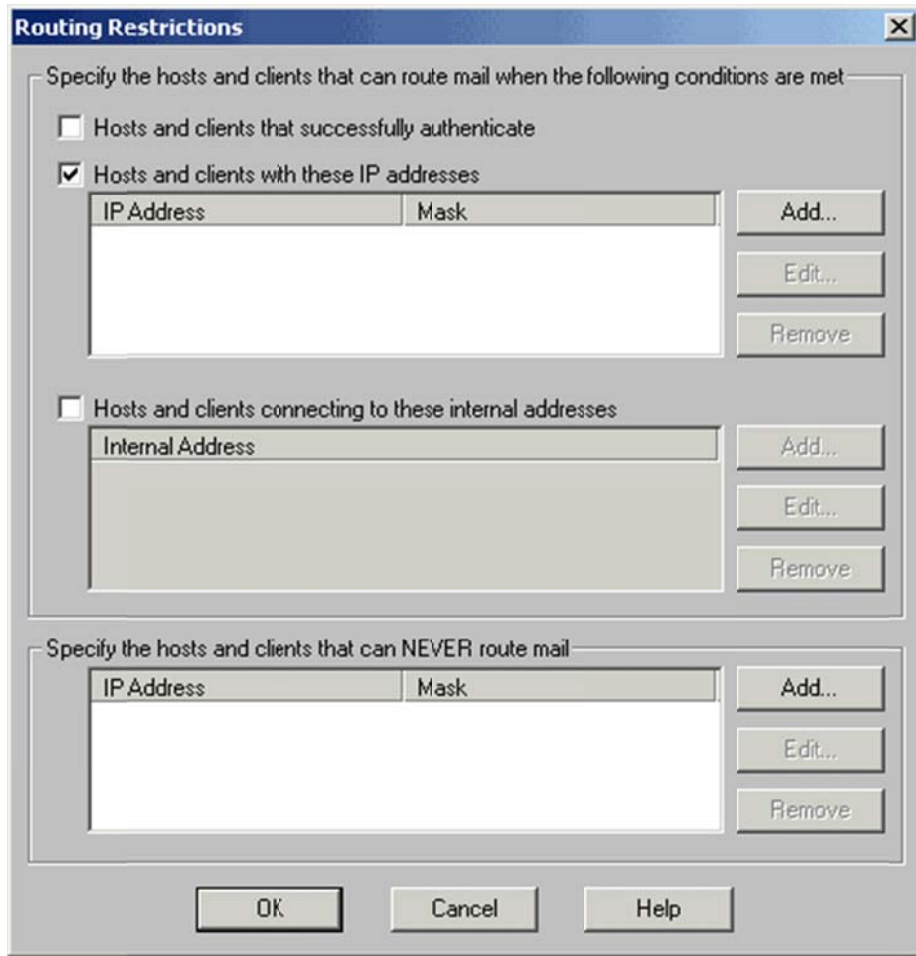 Routing Restrictions
Specify the hosts and clients that can route mail when the following conditions are met
Hosts and clients that successfully authenticate
Hosts and clients with these IP addresses
IP Address Mask
Add...
Edit...
Remove
Hosts and clients connecting to these internal addresses
Internal Address
Add...
Edit...
Remove
Specify the hosts and clients that can NEVER route mail
IP Address Mask
Add...
Edit...
Remove
OK Cancel Help